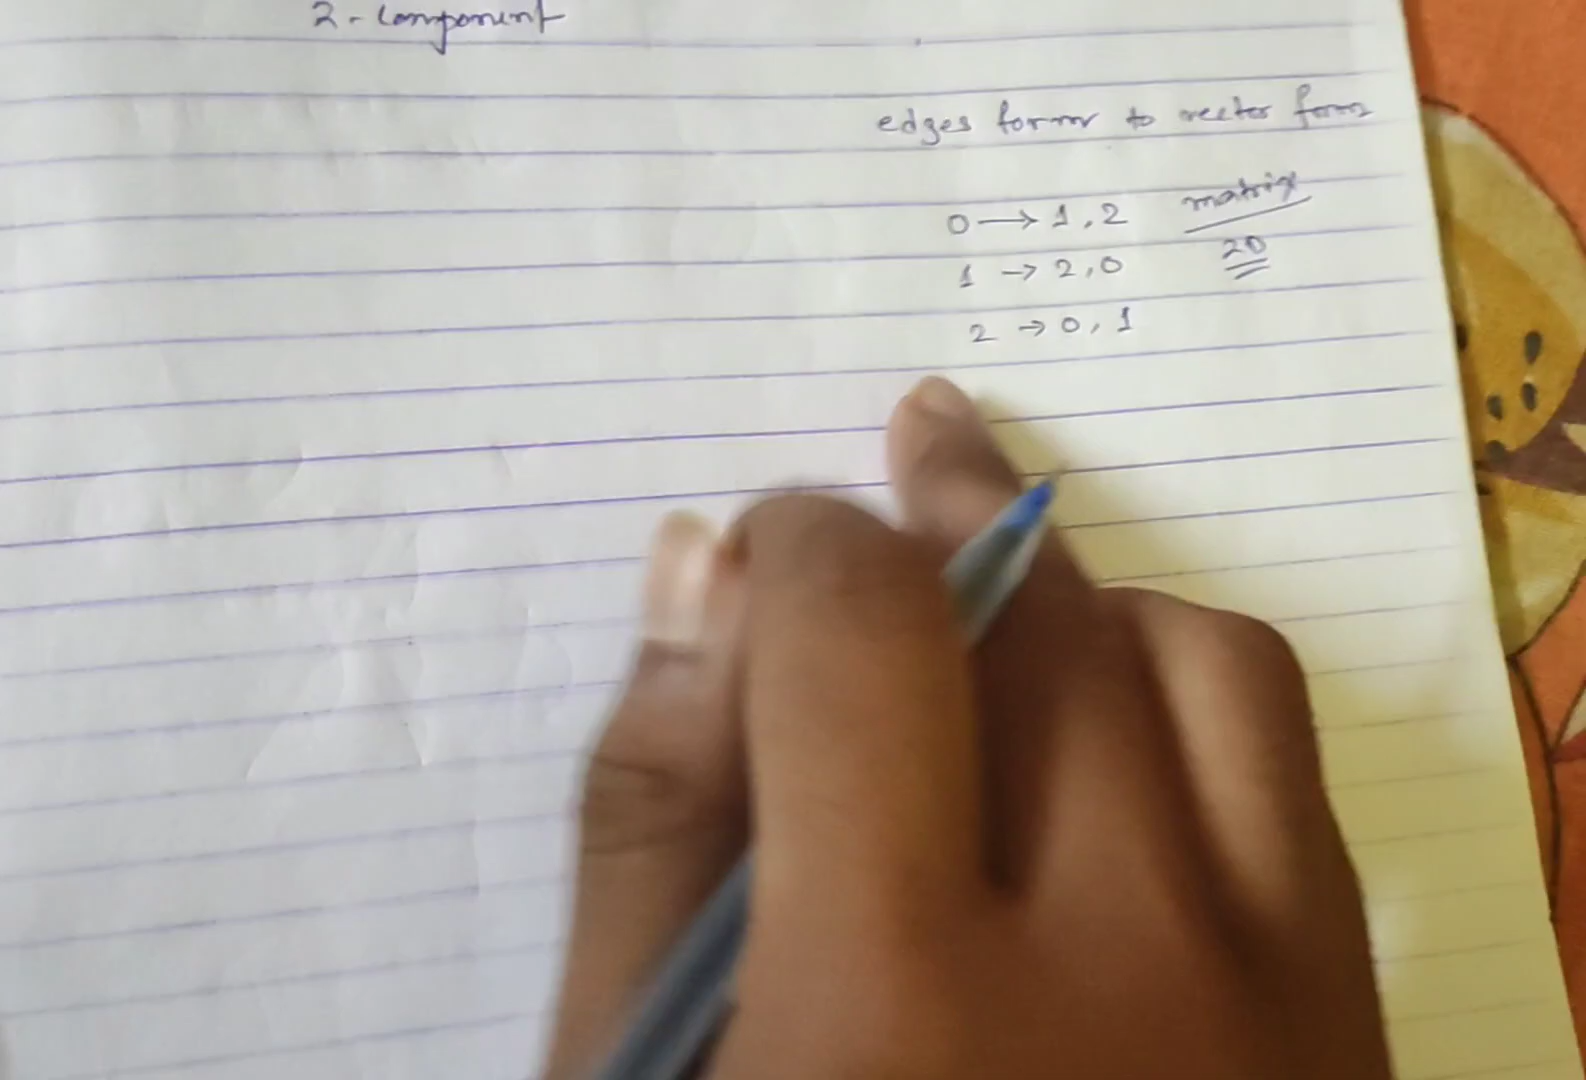 2-Component
edges form to vector form
0 → 1,2 matrix
1 → 2,0 2D
2 → 0,1